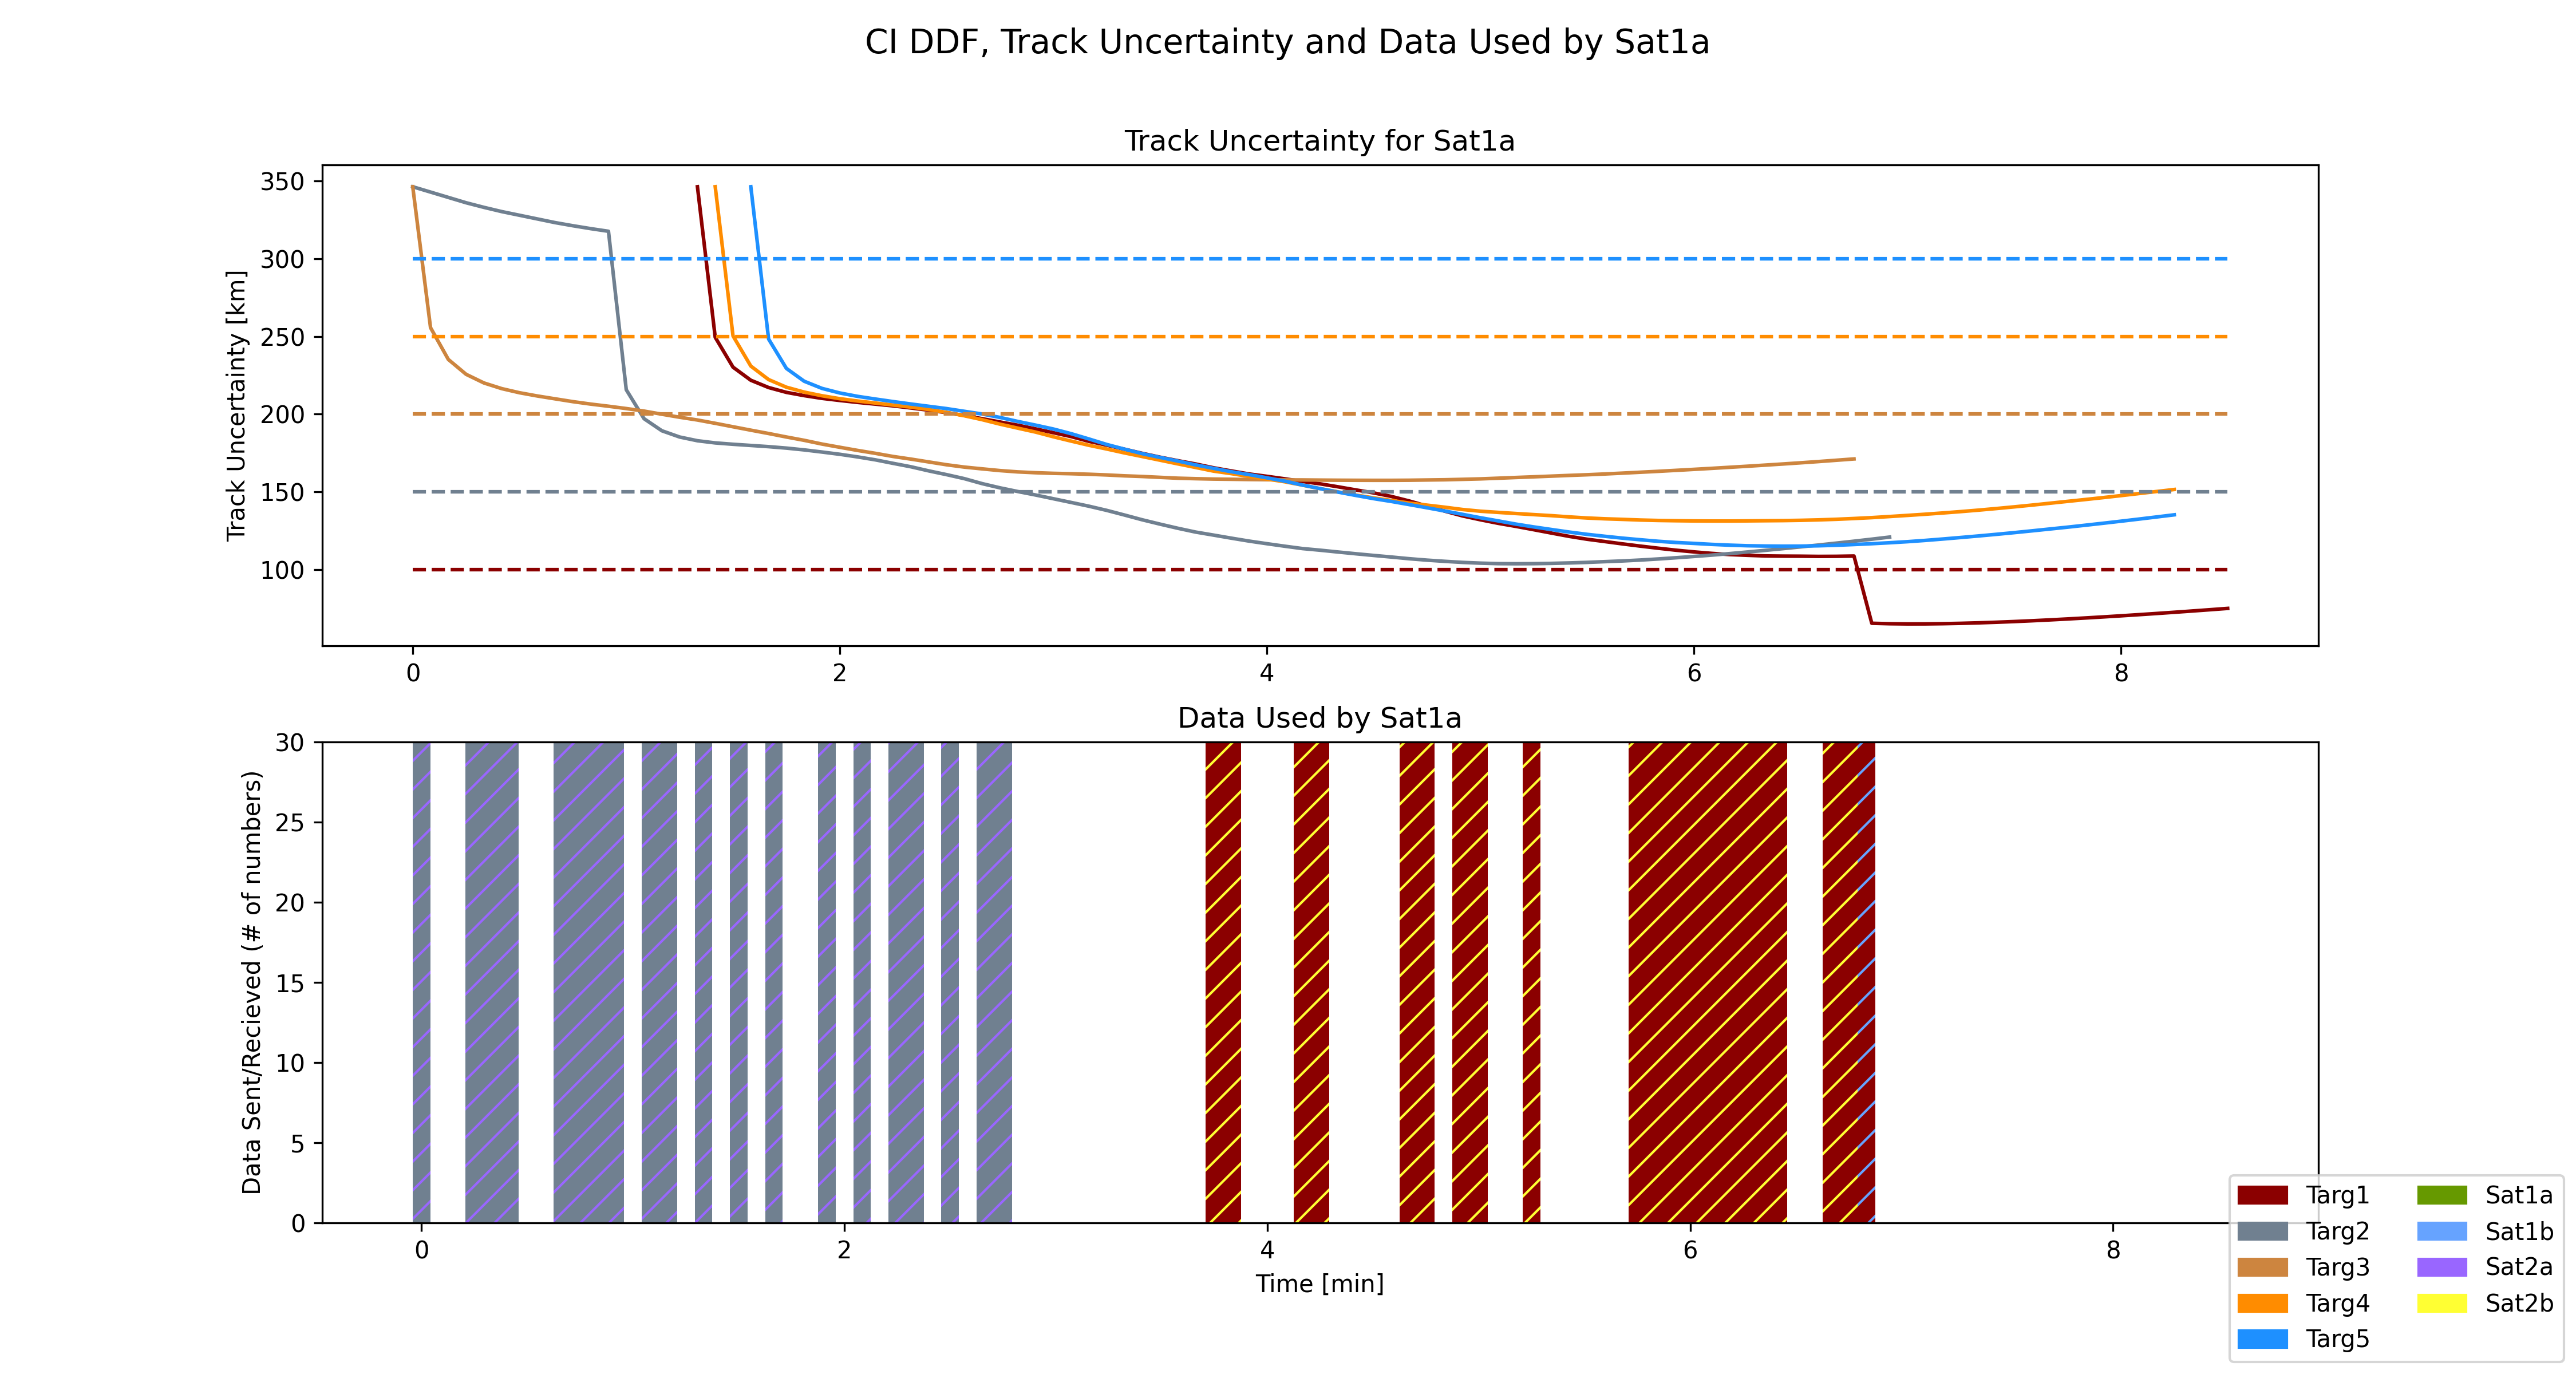 CI DDF, Track Uncertainty and Data Used by Sat1a
Track Uncertainty for Sat1a
Track Uncertainty [km]
350
300
250
200
150
100
0 2 4 6 8
Data Used by Sat1a
Data Sent/Recieved (# of numbers)
30
25
20
15
10
5
0
0 2 4 6 8
Time [min]
Targ1 Sat1a
Targ2 Sat1b
Targ3 Sat2a
Targ4 Sat2b
Targ5